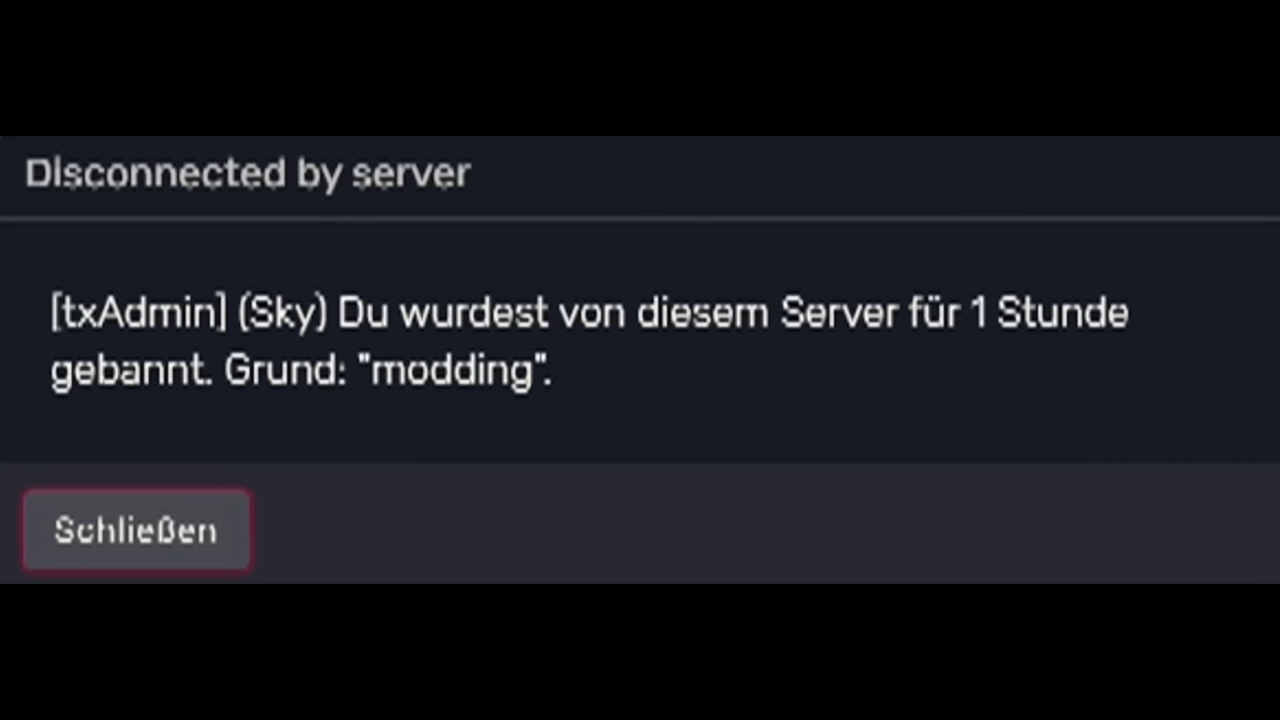 Disconnected by server
[txAdmin] (Sky) Du wurdest von diesem Server für 1 Stunde
gebannt. Grund: "modding".
Schließen